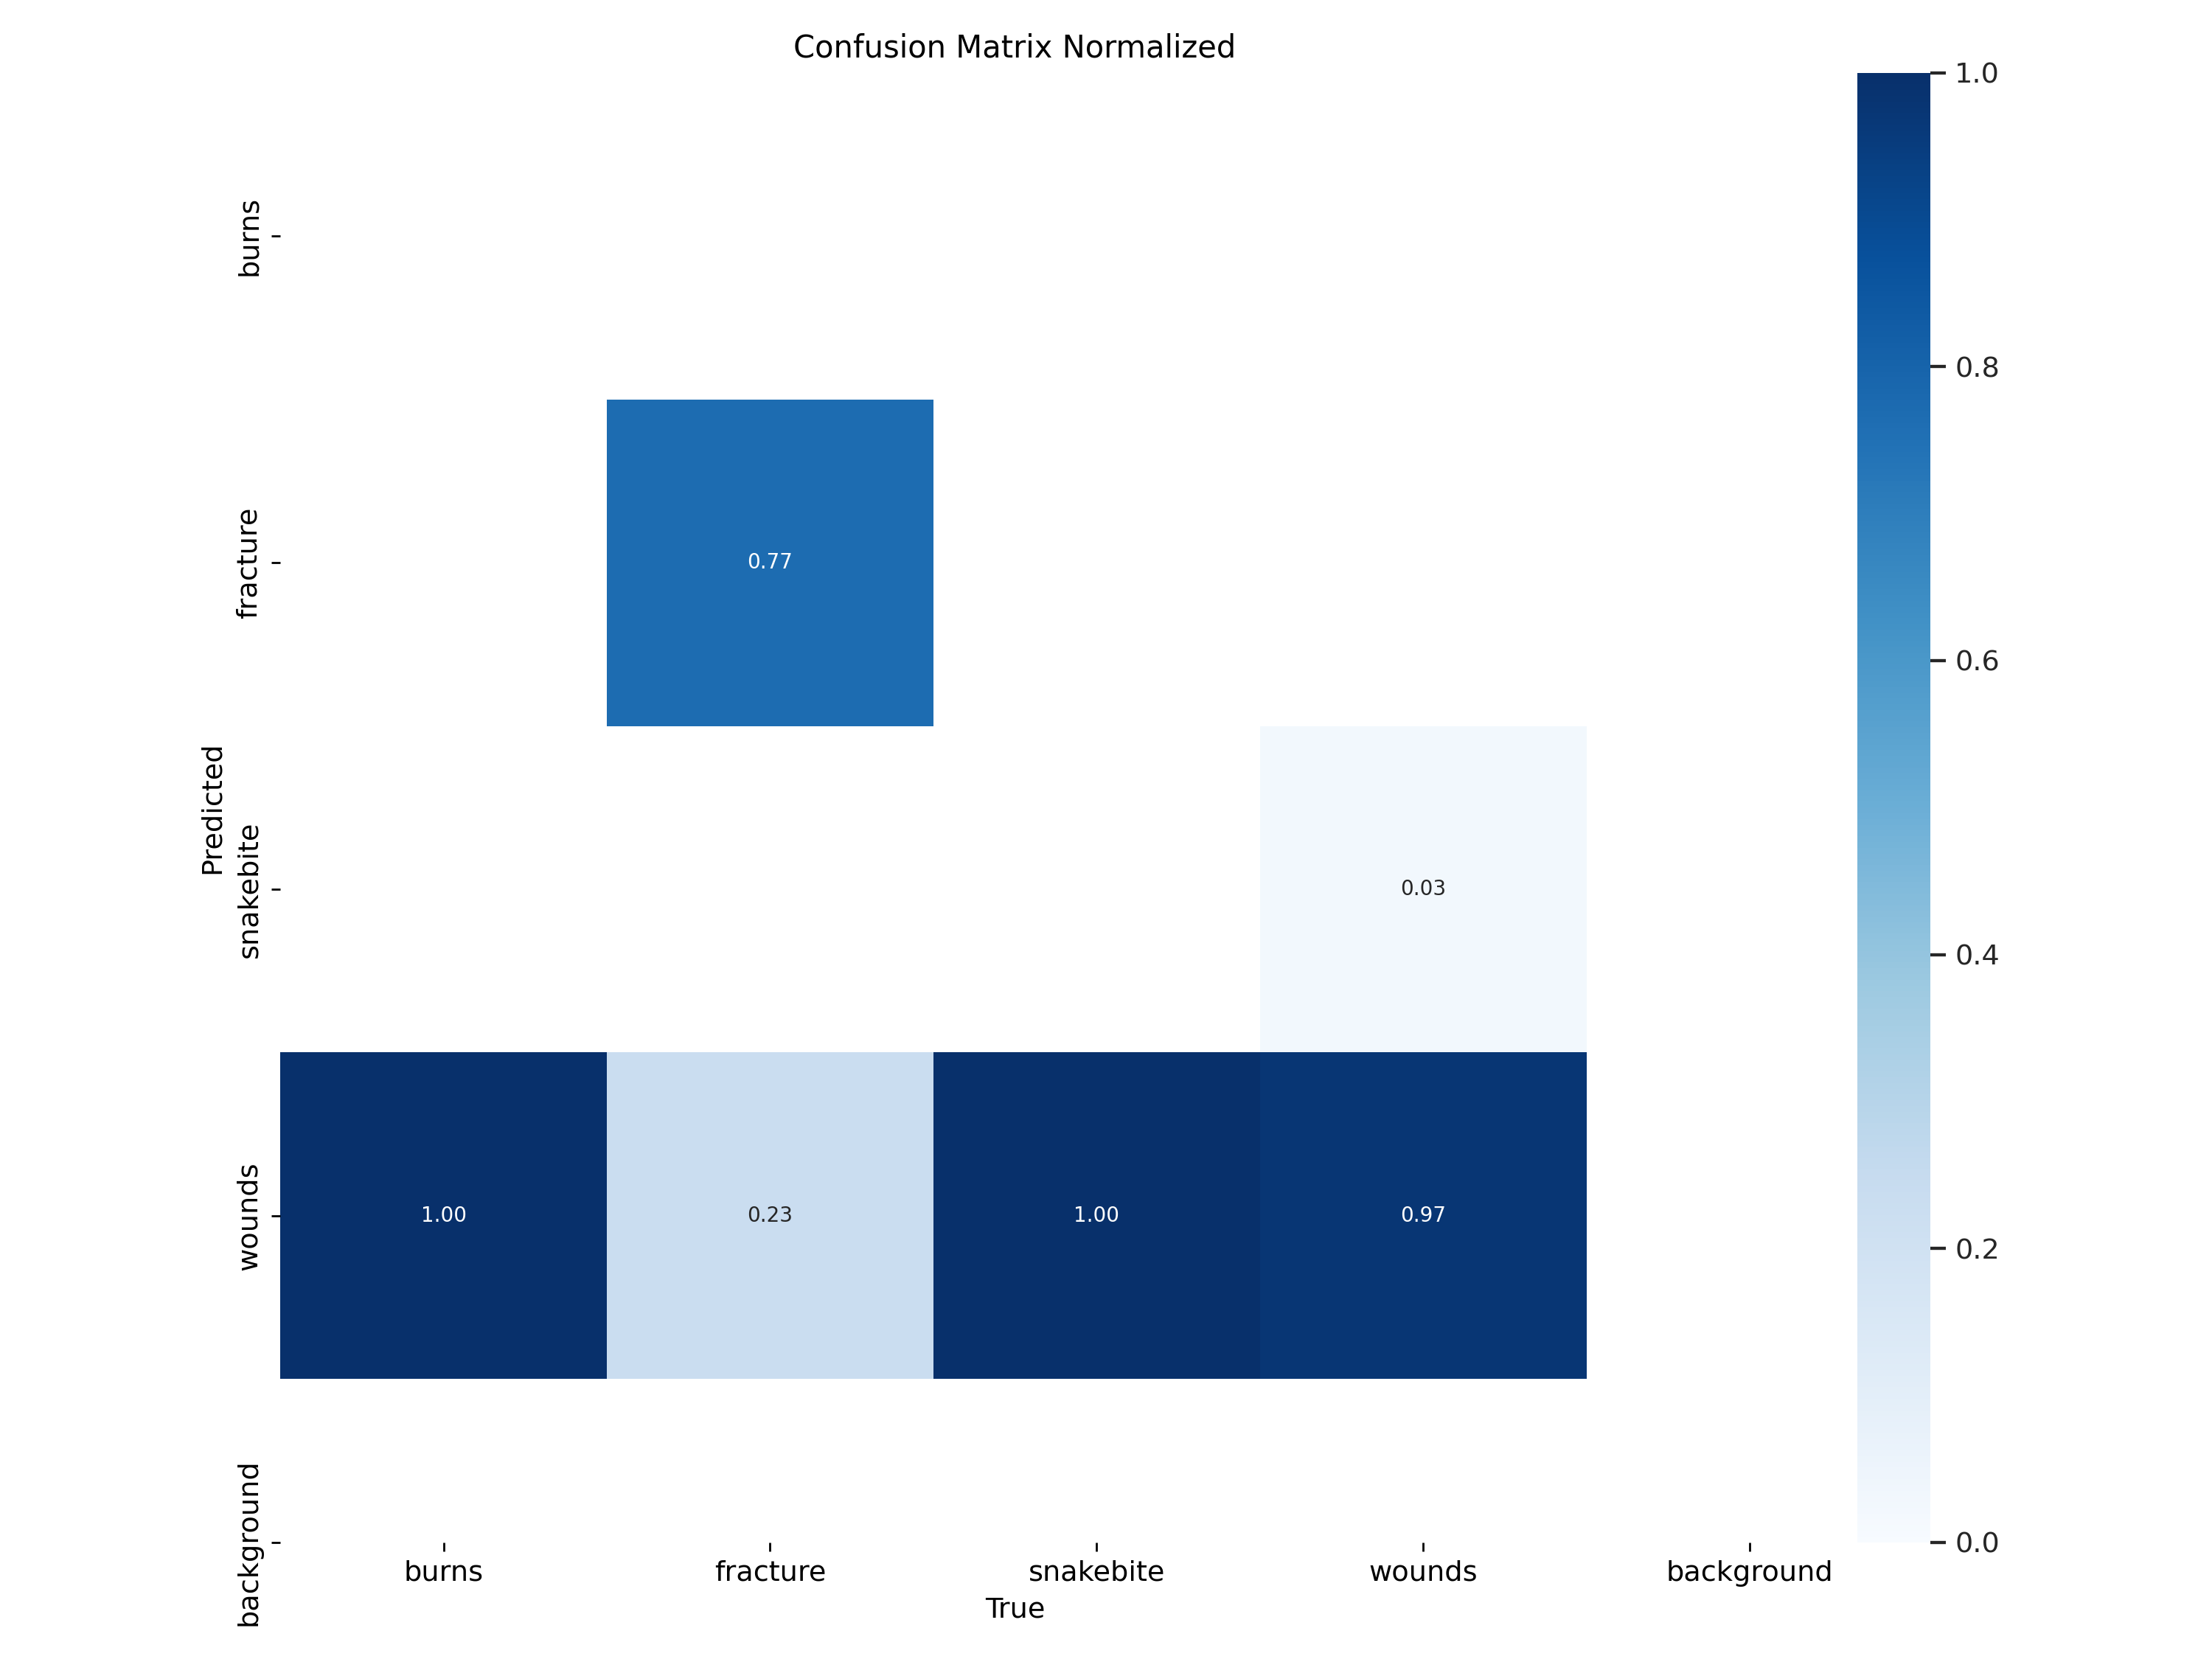 Confusion Matrix Normalized
burns
fracture
snakebite
wounds
background
Predicted
0.77
0.03
1.00 0.23 1.00 0.97
burns fracture snakebite wounds background
True
1.0
0.8
0.6
0.4
0.2
0.0